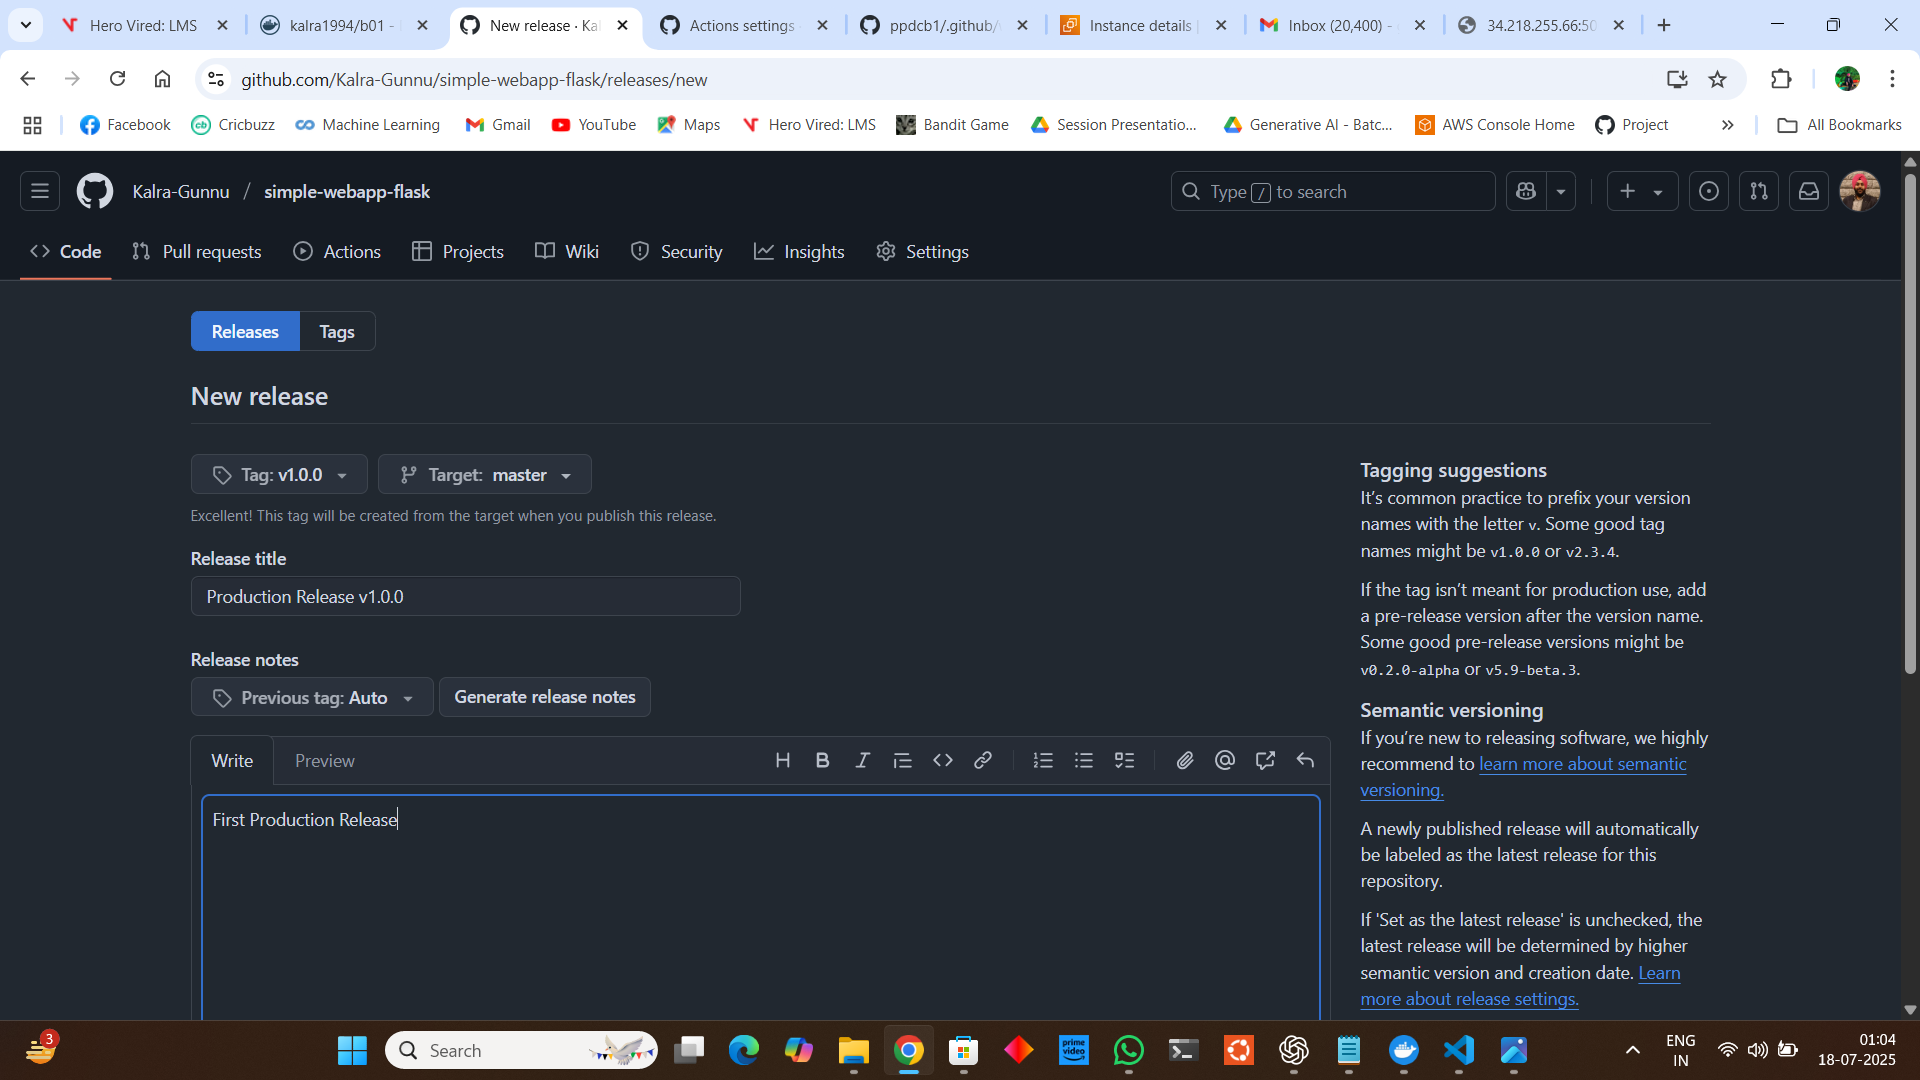 Hero Vired: LMS
kalra1994/b01 -
New release · Ka
Actions settings
ppdcb1/.github/
Instance details
Inbox (20,400) -
34.218.255.66:50
github.com/Kalra-Gunnu/simple-webapp-flask/releases/new
Facebook
Cricbuzz
Machine Learning
Gmail
YouTube
Maps
Hero Vired: LMS
Bandit Game
Session Presentatio...
Generative AI - Batc...
AWS Console Home
Project
All Bookmarks
Kalra-Gunnu / simple-webapp-flask
Type / to search
Code
Pull requests
Actions
Projects
Wiki
Security
Insights
Settings
Releases
Tags
New release
Tag: v1.0.0
Target: master
Excellent! This tag will be created from the target when you publish this release.
Release title
Production Release v1.0.0
Release notes
Previous tag: Auto
Generate release notes
Write
Preview
First Production Release
Tagging suggestions
It’s common practice to prefix your version
names with the letter v. Some good tag
names might be v1.0.0 or v2.3.4.
If the tag isn’t meant for production use, add
a pre-release version after the version name.
Some good pre-release versions might be
v0.2.0-alpha or v5.9-beta.3.
Semantic versioning
If you’re new to releasing software, we highly
recommend to learn more about semantic
versioning.
A newly published release will automatically
be labeled as the latest release for this
repository.
If 'Set as the latest release' is unchecked, the
latest release will be determined by higher
semantic version and creation date. Learn
more about release settings.
3
Search
prime
video
ENG
IN
01:04
18-07-2025